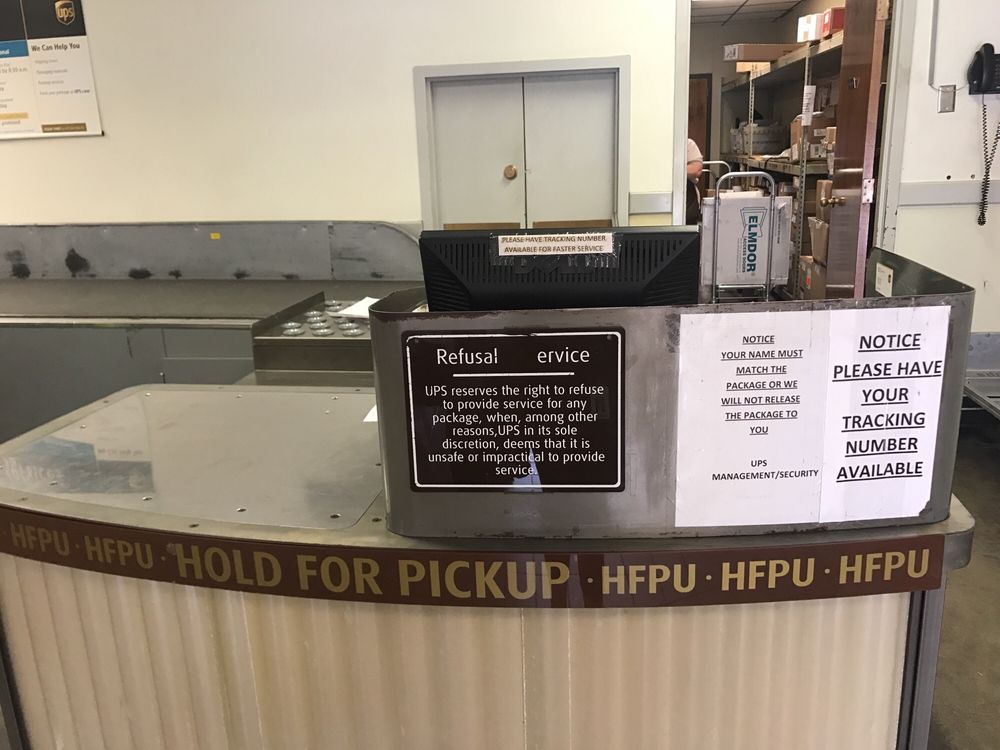 ups
We Can Help You
PLEASE HAVE TRACKING NUMBER
AVAILABLE FOR FASTER SERVICE
ELMDOR
Refusal ervice
UPS reserves the right to refuse
to provide service for any
package, when, among other
reasons,UPS in its sole
discretion, deems that it is
unsafe or impractical to provide
service.
NOTICE
YOUR NAME MUST
MATCH THE
PACKAGE OR WE
WILL NOT RELEASE
THE PACKAGE TO
YOU
UPS
MANAGEMENT/SECURITY
NOTICE
PLEASE HAVE
YOUR
TRACKING
NUMBER
AVAILABLE
HFPU · HFPU · HOLD FOR PICKUP · HFPU · HFPU · HFPU